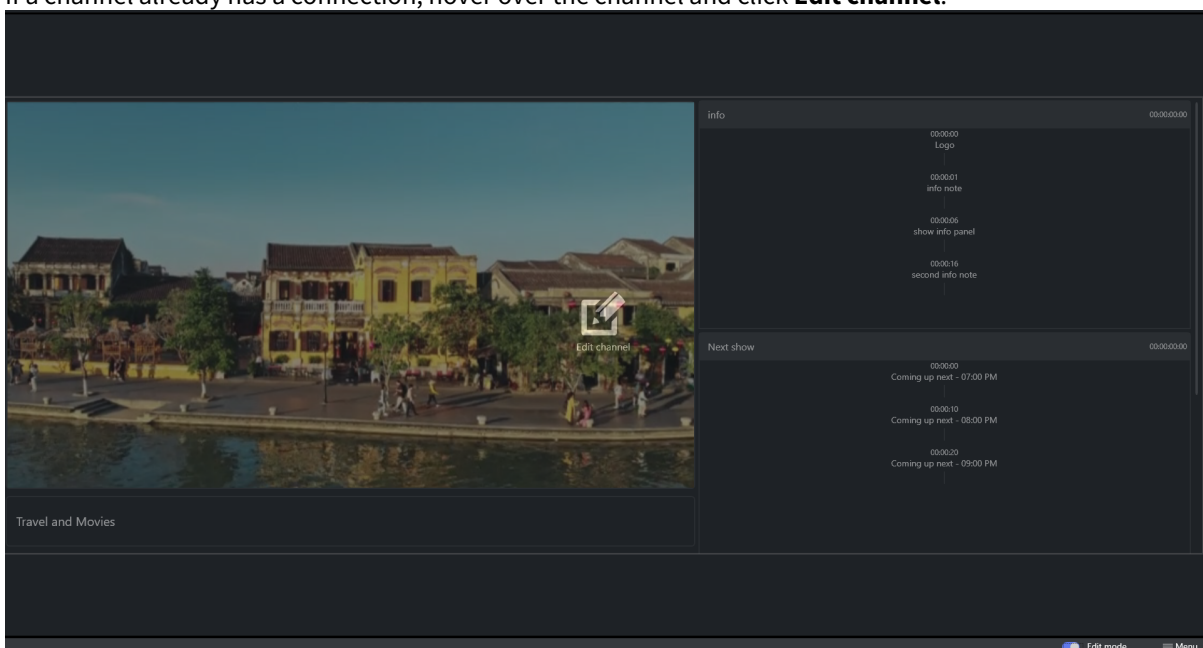 If a channel already has a connection, hover over the channel and click Edit channel.
info
00:00:00:00
00:00:00
Logo
00:00:01
info note
00:00:06
show info panel
00:00:16
second info note
Edit channel
Next show
00:00:00:00
00:00:00
Coming up next - 07:00 PM
00:00:10
Coming up next - 08:00 PM
00:00:20
Coming up next - 09:00 PM
Travel and Movies
Edit mode
Menu